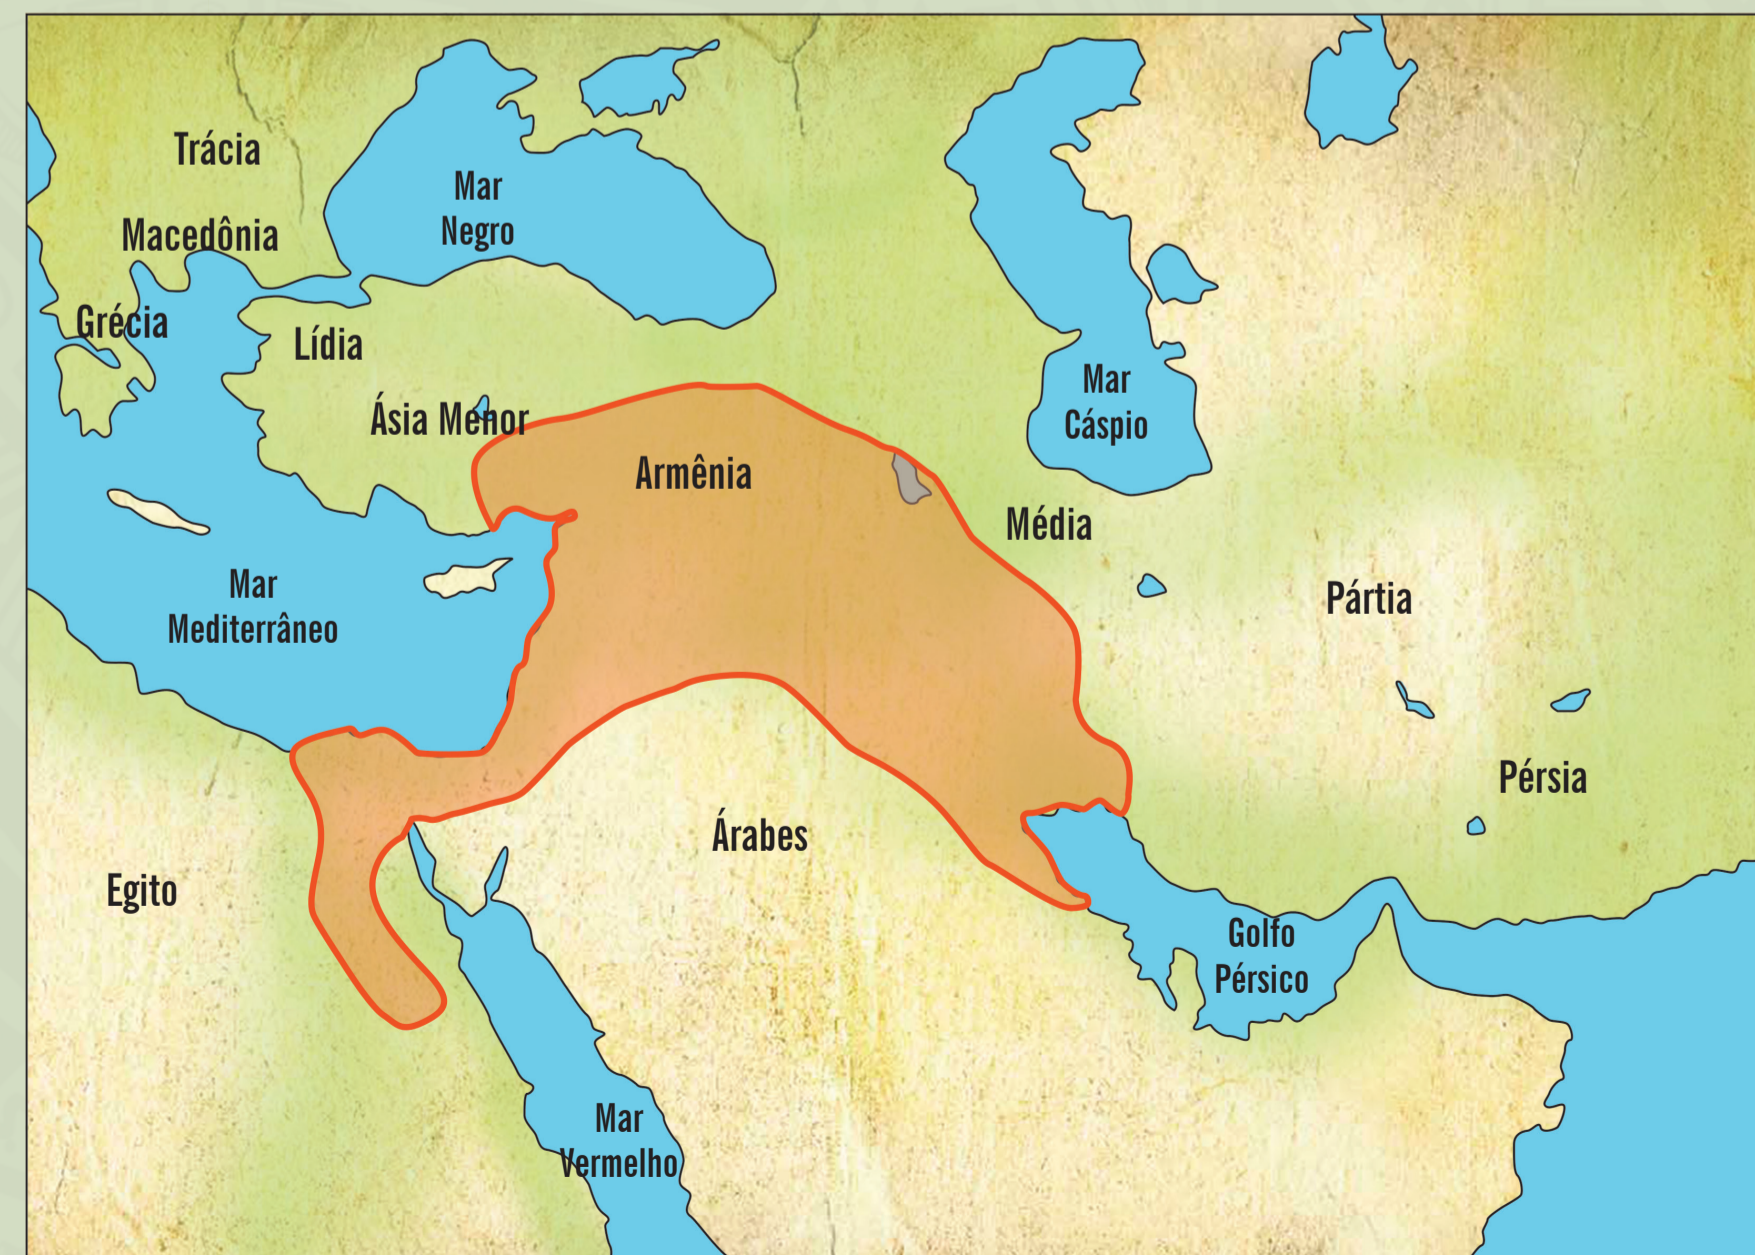 Trácia
Mar
Negro
Macedônia
Grécia
Lídia
Mar
Cáspio
Ásia Menor
Armênia
Média
Mar
Mediterrâneo
Pártia
Pérsia
Árabes
Egito
Golfo
Pérsico
Mar
Vermelho